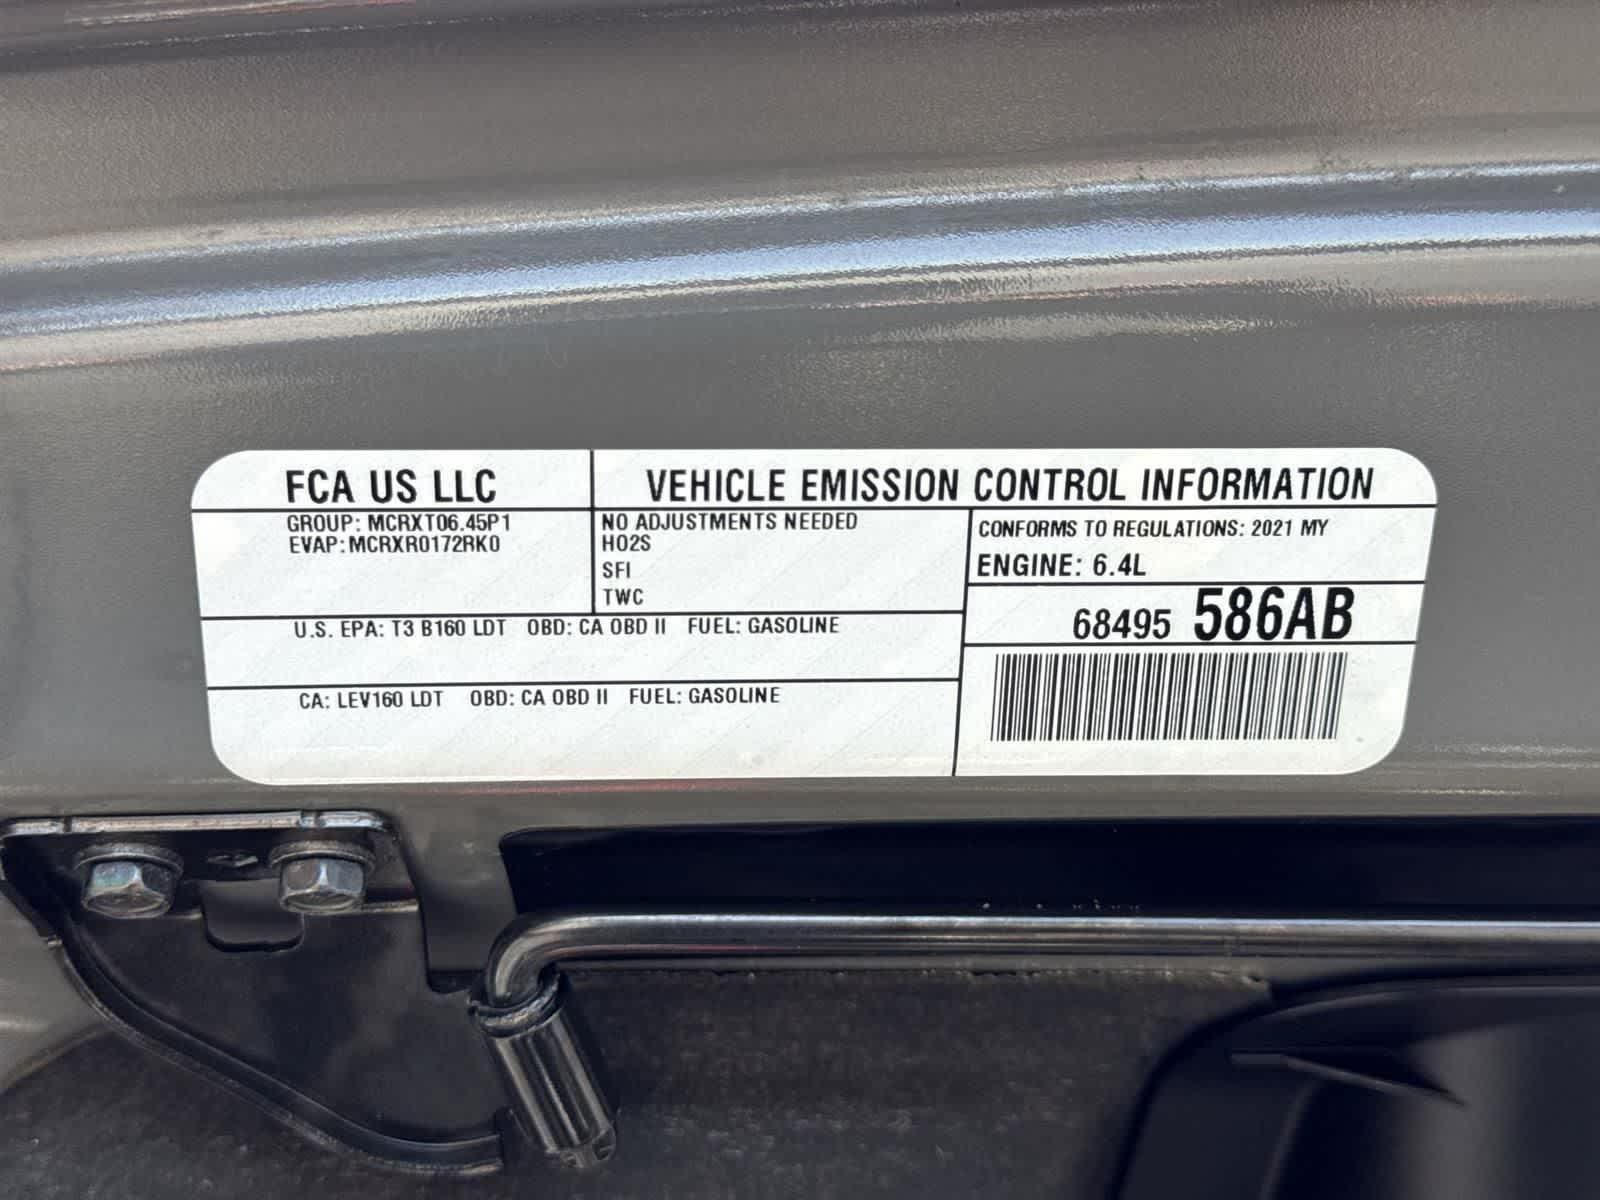 FCA US LLC
VEHICLE EMISSION CONTROL INFORMATION
GROUP: MCRXT06.45P1
EVAP: MCRXR0172RK0
NO ADJUSTMENTS NEEDED
HO2S
SFI
TWC
CONFORMS TO REGULATIONS: 2021 MY
ENGINE: 6.4L
68495 586AB
U.S. EPA: T3 B160 LDT OBD: CA OBD II FUEL: GASOLINE
CA: LEV160 LDT OBD: CA OBD II FUEL: GASOLINE